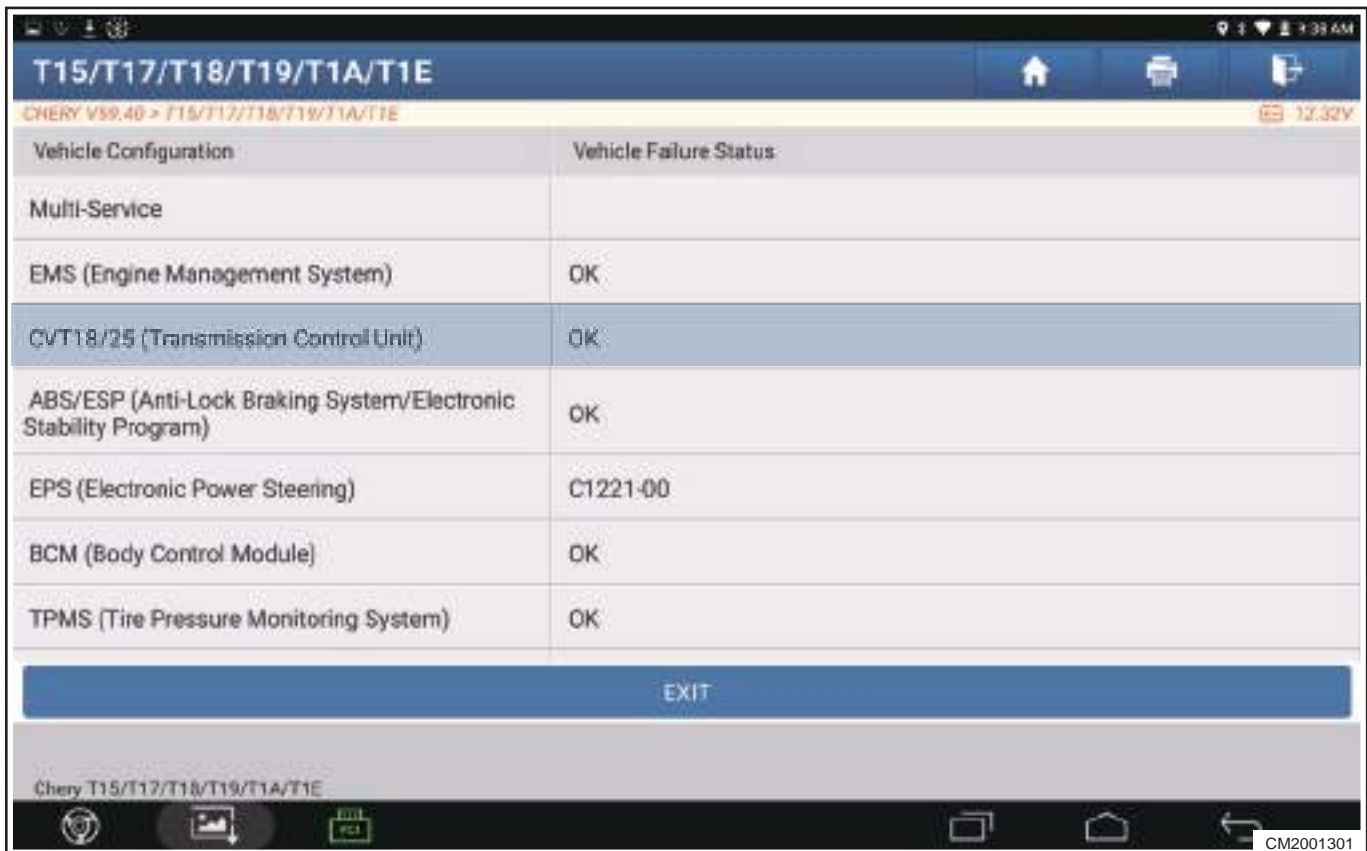 T15/T17/T18/T19/T1A/T1E
CHERY V59.40 > T15/T17/T18/T19/T1A/T1E
12.32V
Vehicle Configuration
Vehicle Failure Status
Multi-Service
EMS (Engine Management System)
OK
CVT18/25 (Transmission Control Unit)
OK
ABS/ESP (Anti-Lock Braking System/Electronic
Stability Program)
OK
EPS (Electronic Power Steering)
C1221-00
BCM (Body Control Module)
OK
TPMS (Tire Pressure Monitoring System)
OK
EXIT
Chery T15/T17/T18/T19/T1A/T1E
CM2001301